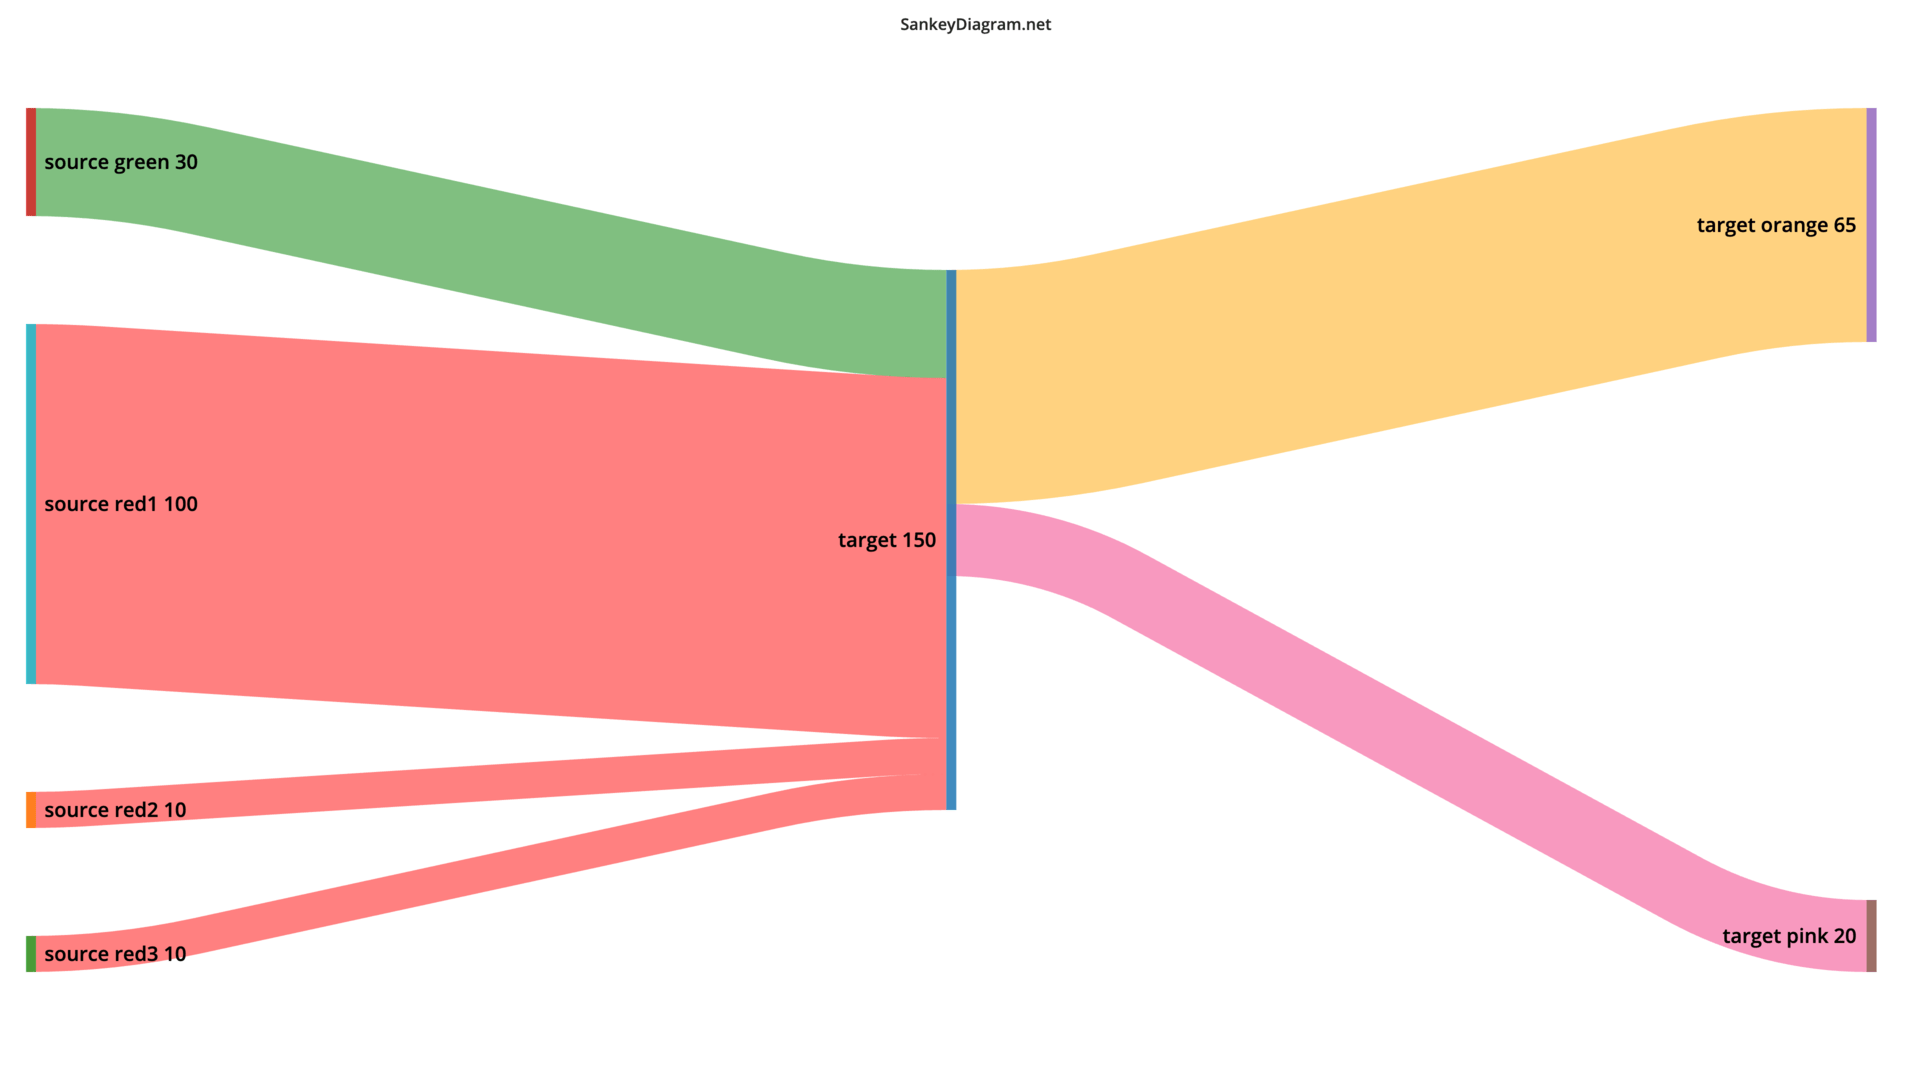 SankeyDiagram.net
source green 30
target orange 65
source red1 100
target 150
source red2 10
target pink 20
source red3 10